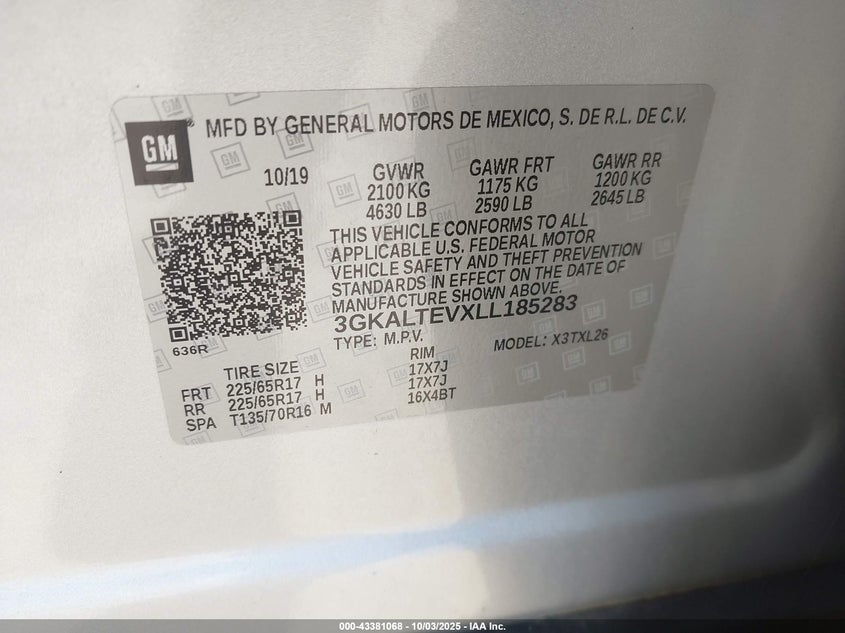 GM
MFD BY GENERAL MOTORS DE MEXICO, S. DE R.L. DE C.V.
10/19 GVWR GAWR FRT GAWR RR
2100 KG 1175 KG 1200 KG
4630 LB 2590 LB 2645 LB
THIS VEHICLE CONFORMS TO ALL
APPLICABLE U.S. FEDERAL MOTOR
VEHICLE SAFETY AND THEFT PREVENTION
STANDARDS IN EFFECT ON THE DATE OF
MANUFACTURE SHOWN ABOVE.
3GKALTEVXLL185283
TYPE: M.P.V. MODEL: X3TXL26
636R
TIRE SIZE RIM
FRT 225/65R17 H 17X7J
RR 225/65R17 H 17X7J
SPA T135/70R16 M 16X4BT
000-43381068 - 10/03/2025 - IAA Inc.